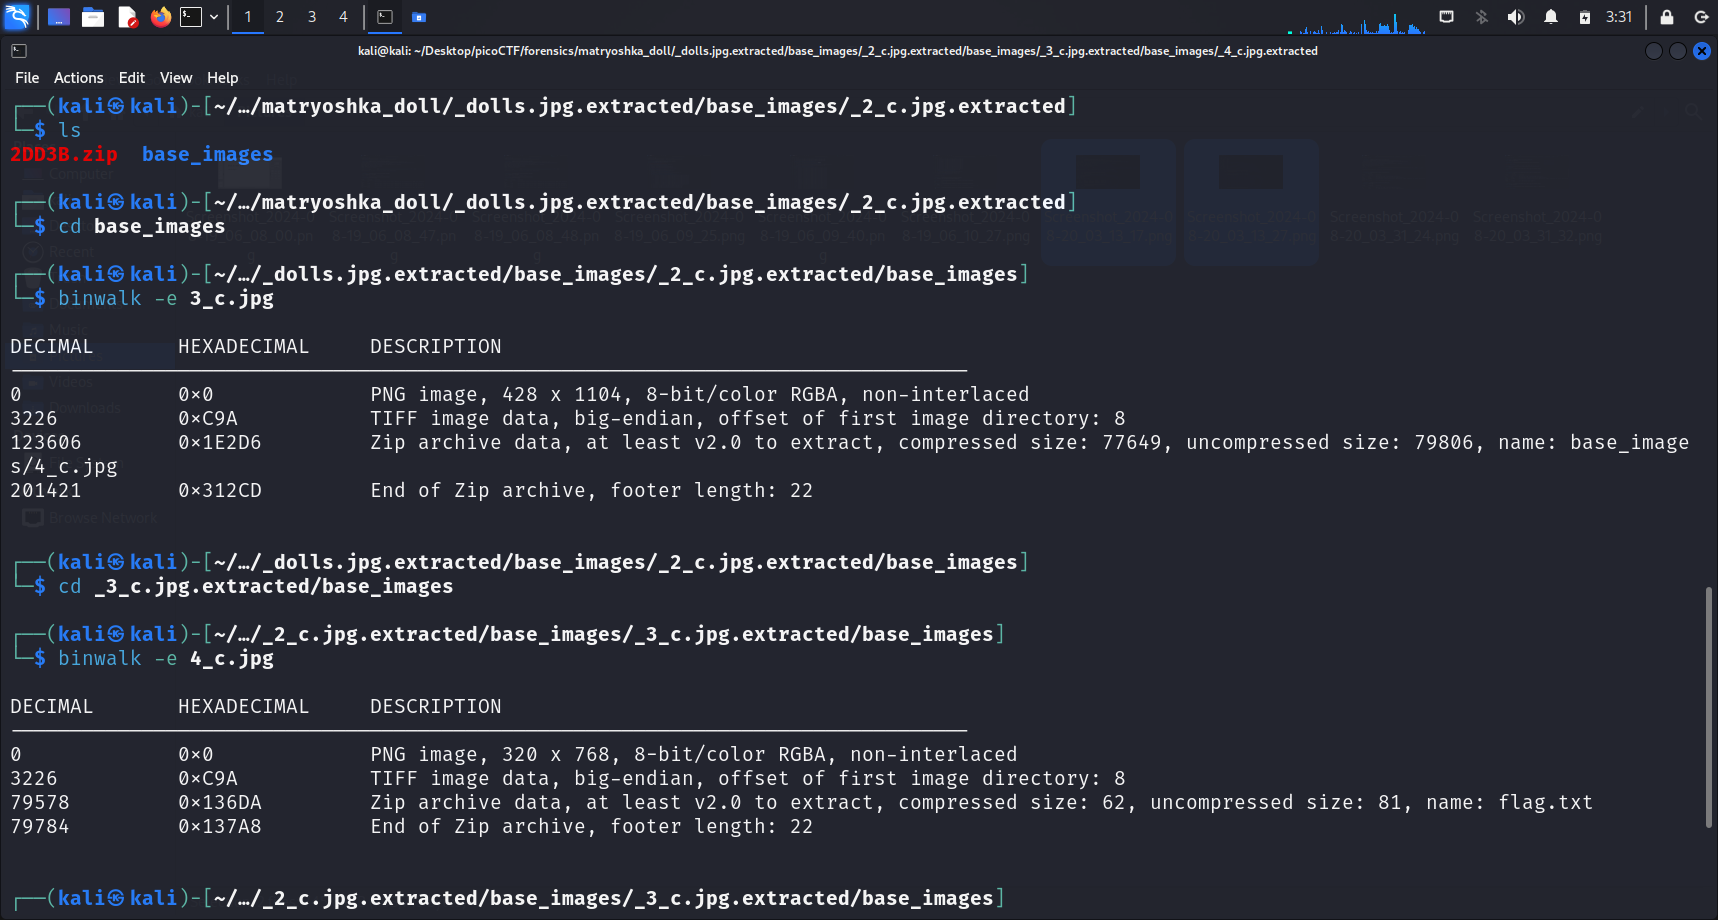 1 2 3 4 3:31
kali@kali: ~/Desktop/picoCTF/forensics/matryoshka_doll/_dolls.jpg.extracted/base_images/_2_c.jpg.extracted/base_images/_3_c.jpg.extracted/base_images/_4_c.jpg.extracted
File Actions Edit View Help
┌──(kali㉿kali)-[~/…/matryoshka_doll/_dolls.jpg.extracted/base_images/_2_c.jpg.extracted]
└─$ ls
2DD3B.zip  base_images
Computer
┌──(kali㉿kali)-[~/…/matryoshka_doll/_dolls.jpg.extracted/base_images/_2_c.jpg.extracted]
└─$ cd base_images
Recent
┌──(kali㉿kali)-[~/…/_dolls.jpg.extracted/base_images/_2_c.jpg.extracted/base_images]
└─$ binwalk -e 3_c.jpg
Music
DECIMAL       HEXADECIMAL     DESCRIPTION
Videos
0             0×0             PNG image, 428 x 1104, 8-bit/color RGBA, non-interlaced
Downloads
3226          0×C9A           TIFF image data, big-endian, offset of first image directory: 8
123606        0×1E2D6         Zip archive data, at least v2.0 to extract, compressed size: 77649, uncompressed size: 79806, name: base_image
s/4_c.jpg
201421        0×312CD         End of Zip archive, footer length: 22
Browse Network
┌──(kali㉿kali)-[~/…/_dolls.jpg.extracted/base_images/_2_c.jpg.extracted/base_images]
└─$ cd _3_c.jpg.extracted/base_images
┌──(kali㉿kali)-[~/…/_2_c.jpg.extracted/base_images/_3_c.jpg.extracted/base_images]
└─$ binwalk -e 4_c.jpg
DECIMAL       HEXADECIMAL     DESCRIPTION
0             0×0             PNG image, 320 x 768, 8-bit/color RGBA, non-interlaced
3226          0×C9A           TIFF image data, big-endian, offset of first image directory: 8
79578         0×136DA         Zip archive data, at least v2.0 to extract, compressed size: 62, uncompressed size: 81, name: flag.txt
79784         0×137A8         End of Zip archive, footer length: 22
┌──(kali㉿kali)-[~/…/_2_c.jpg.extracted/base_images/_3_c.jpg.extracted/base_images]